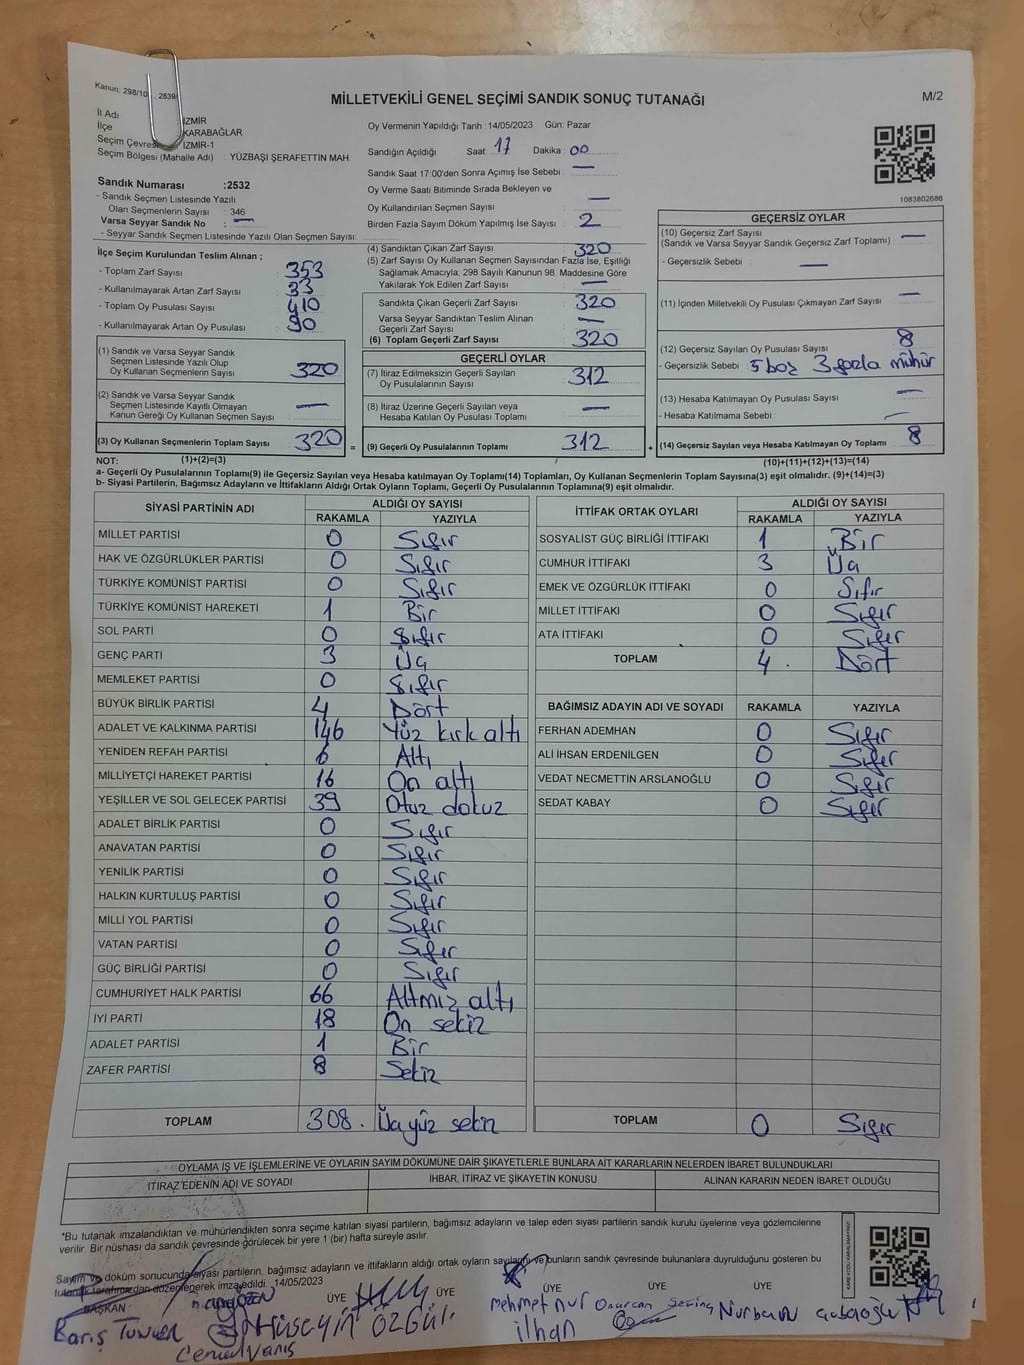 Kanun: 298/10 , 2839
MİLLETVEKİLİ GENEL SEÇİMİ SANDIK SONUÇ TUTANAĞI
M/2
İl Adı İZMİR
İlçe KARABAĞLAR
Seçim Çevresi İZMİR-1
Seçim Bölgesi (Mahalle Adı) : YÜZBAŞI ŞERAFETTİN MAH.
Oy Vermenin Yapıldığı Tarih : 14/05/2023 Gün: Pazar
Sandığın Açıldığı Saat: 17 Dakika : 00
Sandık Saat 17:00'den Sonra Açımış İse Sebebi : —
Oy Verme Saati Bitiminde Sırada Bekleyen ve
Oy Kullandırılan Seçmen Sayısı —
Birden Fazla Sayım Döküm Yapılmış İse Sayısı : 2
1083802686
Sandık Numarası :2532
- Sandık Seçmen Listesinde Yazılı
Olan Seçmenlerin Sayısı : 346
Varsa Seyyar Sandık No : —
- Seyyar Sandık Seçmen Listesinde Yazılı Olan Seçmen Sayısı:
İlçe Seçim Kurulundan Teslim Alınan ;
- Toplam Zarf Sayısı : 353
- Kullanılmayarak Artan Zarf Sayısı : 33
- Toplam Oy Pusulası Sayısı : 410
- Kullanılmayarak Artan Oy Pusulası : 90
(1) Sandık ve Varsa Seyyar Sandık
Seçmen Listesinde Yazılı Olup
Oy Kullanan Seçmenlerin Sayısı : 320
(2) Sandık ve Varsa Seyyar Sandık
Seçmen Listesinde Kayıtlı Olmayan
Kanun Gereği Oy Kullanan Seçmen Sayısı : —
(3) Oy Kullanan Seçmenlerin Toplam Sayısı : 320 =
(4) Sandıktan Çıkan Zarf Sayısı : 320
(5) Zarf Sayısı Oy Kullanan Seçmen Sayısından Fazla İse, Eşitliği
Sağlamak Amacıyla; 298 Sayılı Kanunun 98. Maddesine Göre
Yakılarak Yok Edilen Zarf Sayısı : —
Sandıkta Çıkan Geçerli Zarf Sayısı : 320
Varsa Seyyar Sandıktan Teslim Alınan
Geçerli Zarf Sayısı : —
(6) Toplam Geçerli Zarf Sayısı : 320
GEÇERLİ OYLAR
(7) İtiraz Edilmeksizin Geçerli Sayılan
Oy Pusulalarının Sayısı : 312
(8) İtiraz Üzerine Geçerli Sayılan veya
Hesaba Katılan Oy Pusulası Sayısı : —
(9) Geçerli Oy Pusulalarının Toplamı : 312 +
GEÇERSİZ OYLAR
(10) Geçersiz Zarf Sayısı : —
(Sandık ve Varsa Seyyar Sandık Geçersiz Zarf Toplamı)
- Geçersizlik Sebebi : —
(11) İçinden Milletvekili Oy Pusulası Çıkmayan Zarf Sayısı : —
(12) Geçersiz Sayılan Oy Pusulası Sayısı : 8
- Geçersizlik Sebebi : 5 boş 3 fazla mühür
(13) Hesaba Katılmayan Oy Pusulası Sayısı : —
- Hesaba Katılmama Sebebi : —
(14) Geçersiz Sayılan veya Hesaba Katılmayan Oy Toplamı : 8
NOT: (1)+(2)=(3) (10)+(11)+(12)+(13)=(14)
a- Geçerli Oy Pusulalarının Toplamı(9) ile Geçersiz Sayılan veya Hesaba katılmayan Oy Toplamı(14) Toplamları, Oy Kullanan Seçmenlerin Toplam Sayısına(3) eşit olmalıdır. (9)+(14)=(3)
b- Siyasi Partilerin, Bağımsız Adayların ve İttifakların Aldığı Ortak Oyların Toplamı, Geçerli Oy Pusulalarının Toplamına(9) eşit olmalıdır.
SİYASİ PARTİNİN ADI ALDIĞI OY SAYISI
RAKAMLA YAZIYLA
MİLLET PARTİSİ 0 Sıfır
HAK VE ÖZGÜRLÜKLER PARTİSİ 0 Sıfır
TÜRKİYE KOMÜNİST PARTİSİ 0 Sıfır
TÜRKİYE KOMÜNİST HAREKETİ 1 Bir
SOL PARTİ 0 Sıfır
GENÇ PARTİ 3 Üç
MEMLEKET PARTİSİ 0 Sıfır
BÜYÜK BİRLİK PARTİSİ 4 Dört
ADALET VE KALKINMA PARTİSİ 146 Yüz kırk altı
YENİDEN REFAH PARTİSİ 6 Altı
MİLLİYETÇİ HAREKET PARTİSİ 16 On altı
YEŞİLLER VE SOL GELECEK PARTİSİ 39 Otuz dokuz
ADALET BİRLİK PARTİSİ 0 Sıfır
ANAVATAN PARTİSİ 0 Sıfır
YENİLİK PARTİSİ 0 Sıfır
HALKIN KURTULUŞ PARTİSİ 0 Sıfır
MİLLİ YOL PARTİSİ 0 Sıfır
VATAN PARTİSİ 0 Sıfır
GÜÇ BİRLİĞİ PARTİSİ 0 Sıfır
CUMHURİYET HALK PARTİSİ 66 Altmız altı
İYİ PARTİ 18 On sekiz
ADALET PARTİSİ 1 Bir
ZAFER PARTİSİ 8 Sekiz
TOPLAM 308. Üçyüz sekiz
İTTİFAK ORTAK OYLARI ALDIĞI OY SAYISI
RAKAMLA YAZIYLA
SOSYALİST GÜÇ BİRLİĞİ İTTİFAKI 1 Bir
CUMHUR İTTİFAKI 3 Üç
EMEK VE ÖZGÜRLÜK İTTİFAKI 0 Sıfır
MİLLET İTTİFAKI 0 Sıfır
ATA İTTİFAKI 0 Sıfır
TOPLAM 4 . Dört
BAĞIMSIZ ADAYIN ADI VE SOYADI RAKAMLA YAZIYLA
FERHAN ADEMHAN 0 Sıfır
ALİ İHSAN ERDENİLGEN 0 Sıfır
VEDAT NECMETTİN ARSLANOĞLU 0 Sıfır
SEDAT KABAY 0 Sıfır
TOPLAM 0 Sıfır
OYLAMA İŞ VE İŞLEMLERİNE VE OYLARIN SAYIM DÖKÜMÜNE DAİR ŞİKAYETLERLE BUNLARA AİT KARARLARIN NELERDEN İBARET BULUNDUKLARI
İTİRAZ EDENİN ADI VE SOYADI İHBAR, İTİRAZ VE ŞİKAYETİN KONUSU ALINAN KARARIN NEDEN İBARET OLDUĞU
*Bu tutanak imzalandıktan ve mühürlendikten sonra seçime katılan siyasi partilerin, bağımsız adayların ve talep eden siyasi partilerin sandık kurulu üyelerine veya gözlemcilerine
verilir. Bir nüshası da sandık çevresinde görülecek bir yere 1 (bir) hafta süreyle asılır.
Sayım ve döküm sonucunda siyasi partilerin, bağımsız adayların ve ittifakların aldığı ortak oyların sayılarını ve bunların sandık çevresinde bulunanlara duyrulduğunu gösteren bu
tutanak tarafımızdan düzenlenerek imza edildi. 14/05/2023
BAŞKAN ÜYE ÜYE ÜYE ÜYE ÜYE
Barış Tuncer Hüseyin ÖZGÜL
Cemal Varış
mehmet nur ilhan
Onurcan
Nurhan